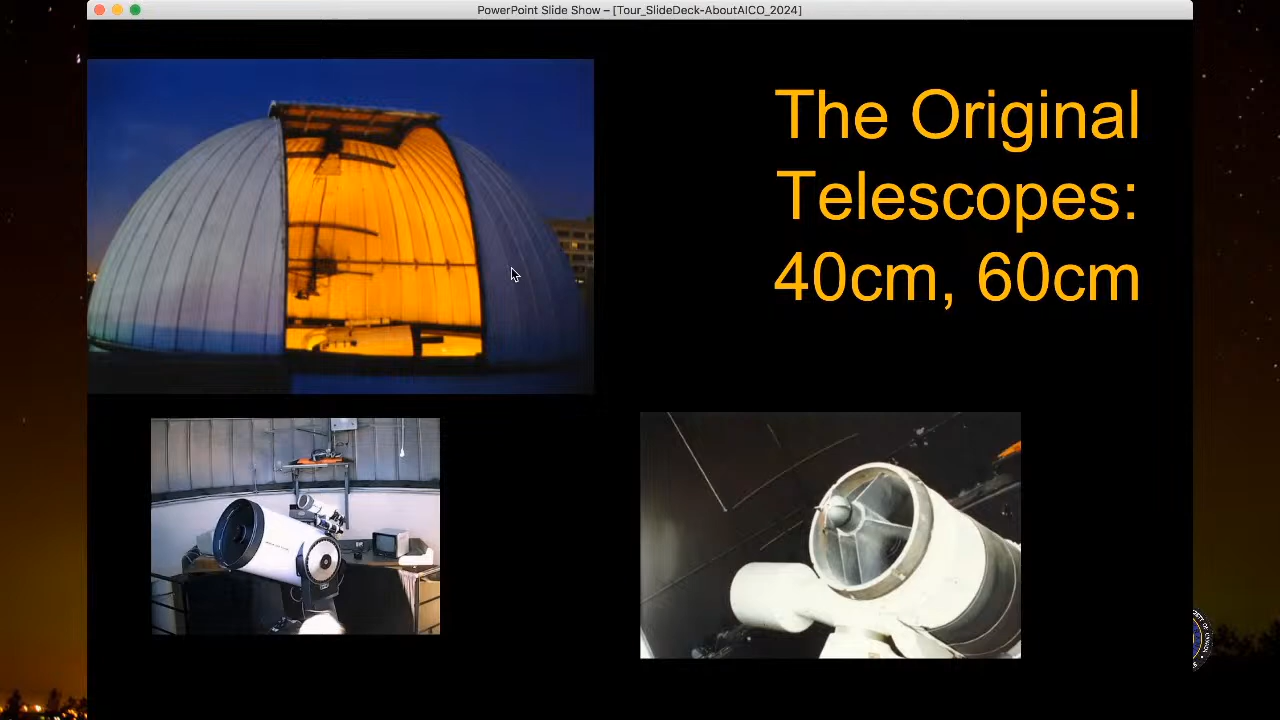 PowerPoint Slide Show – [Tour_SlideDeck-AboutAICO_2024]
The Original
Telescopes:
40cm, 60cm